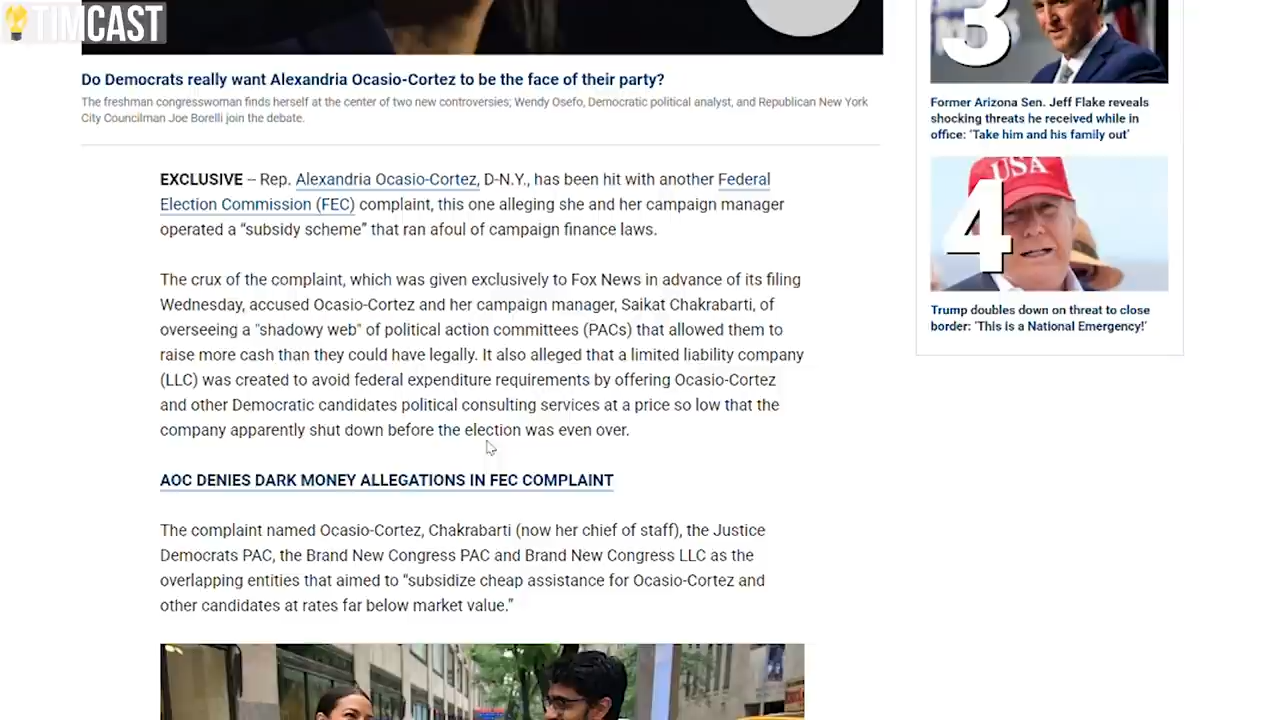 TIMCAST
Do Democrats really want Alexandria Ocasio-Cortez to be the face of their party?
The freshman congresswoman finds herself at the center of two new controversies; Wendy Osefo, Democratic political analyst, and Republican New York
City Councilman Joe Borelli join the debate.
EXCLUSIVE – Rep. Alexandria Ocasio-Cortez, D-N.Y., has been hit with another Federal
Election Commission (FEC) complaint, this one alleging she and her campaign manager
operated a “subsidy scheme” that ran afoul of campaign finance laws.
The crux of the complaint, which was given exclusively to Fox News in advance of its filing
Wednesday, accused Ocasio-Cortez and her campaign manager, Saikat Chakrabarti, of
overseeing a "shadowy web" of political action committees (PACs) that allowed them to
raise more cash than they could have legally. It also alleged that a limited liability company
(LLC) was created to avoid federal expenditure requirements by offering Ocasio-Cortez
and other Democratic candidates political consulting services at a price so low that the
company apparently shut down before the election was even over.
AOC DENIES DARK MONEY ALLEGATIONS IN FEC COMPLAINT
The complaint named Ocasio-Cortez, Chakrabarti (now her chief of staff), the Justice
Democrats PAC, the Brand New Congress PAC and Brand New Congress LLC as the
overlapping entities that aimed to “subsidize cheap assistance for Ocasio-Cortez and
other candidates at rates far below market value.”
3
Former Arizona Sen. Jeff Flake reveals
shocking threats he received while in
office: ‘Take him and his family out’
USA
4
Trump doubles down on threat to close
border: ‘This is a National Emergency!’